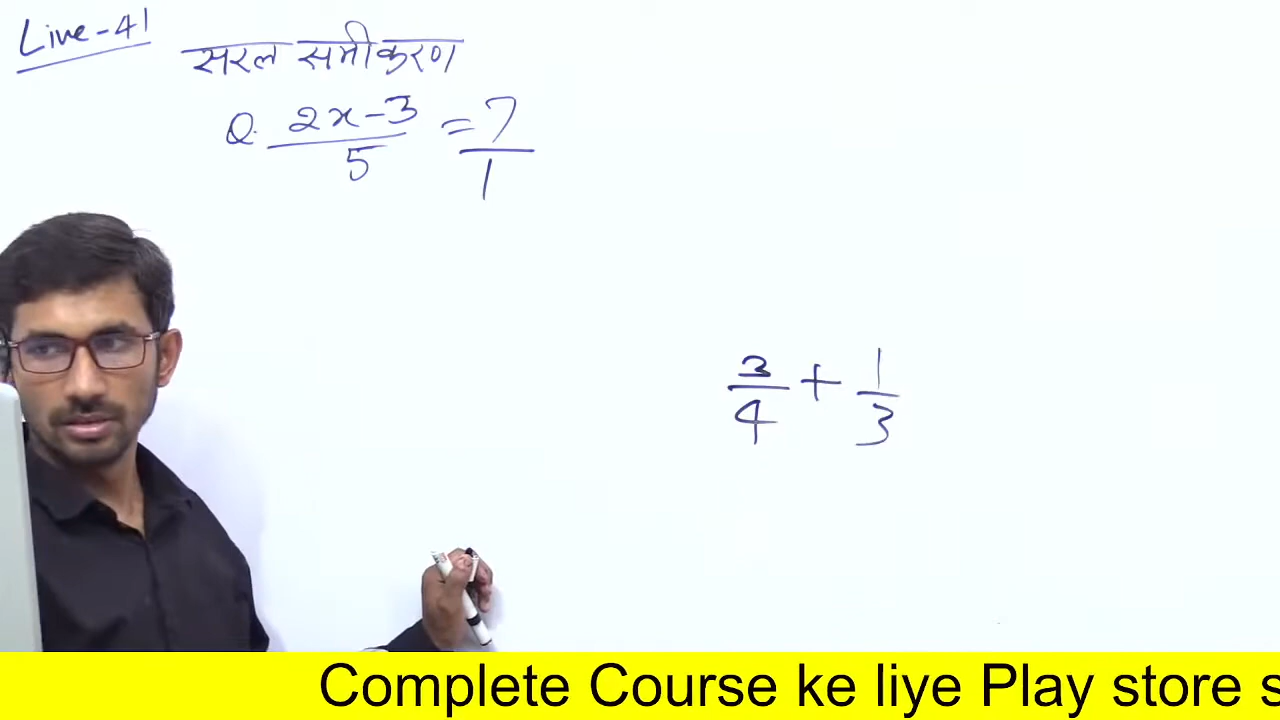 Live-41
सरल समीकरण
Q. 2x-3/5 = 7/1
3/4 + 1/3
Complete Course ke liye Play store s